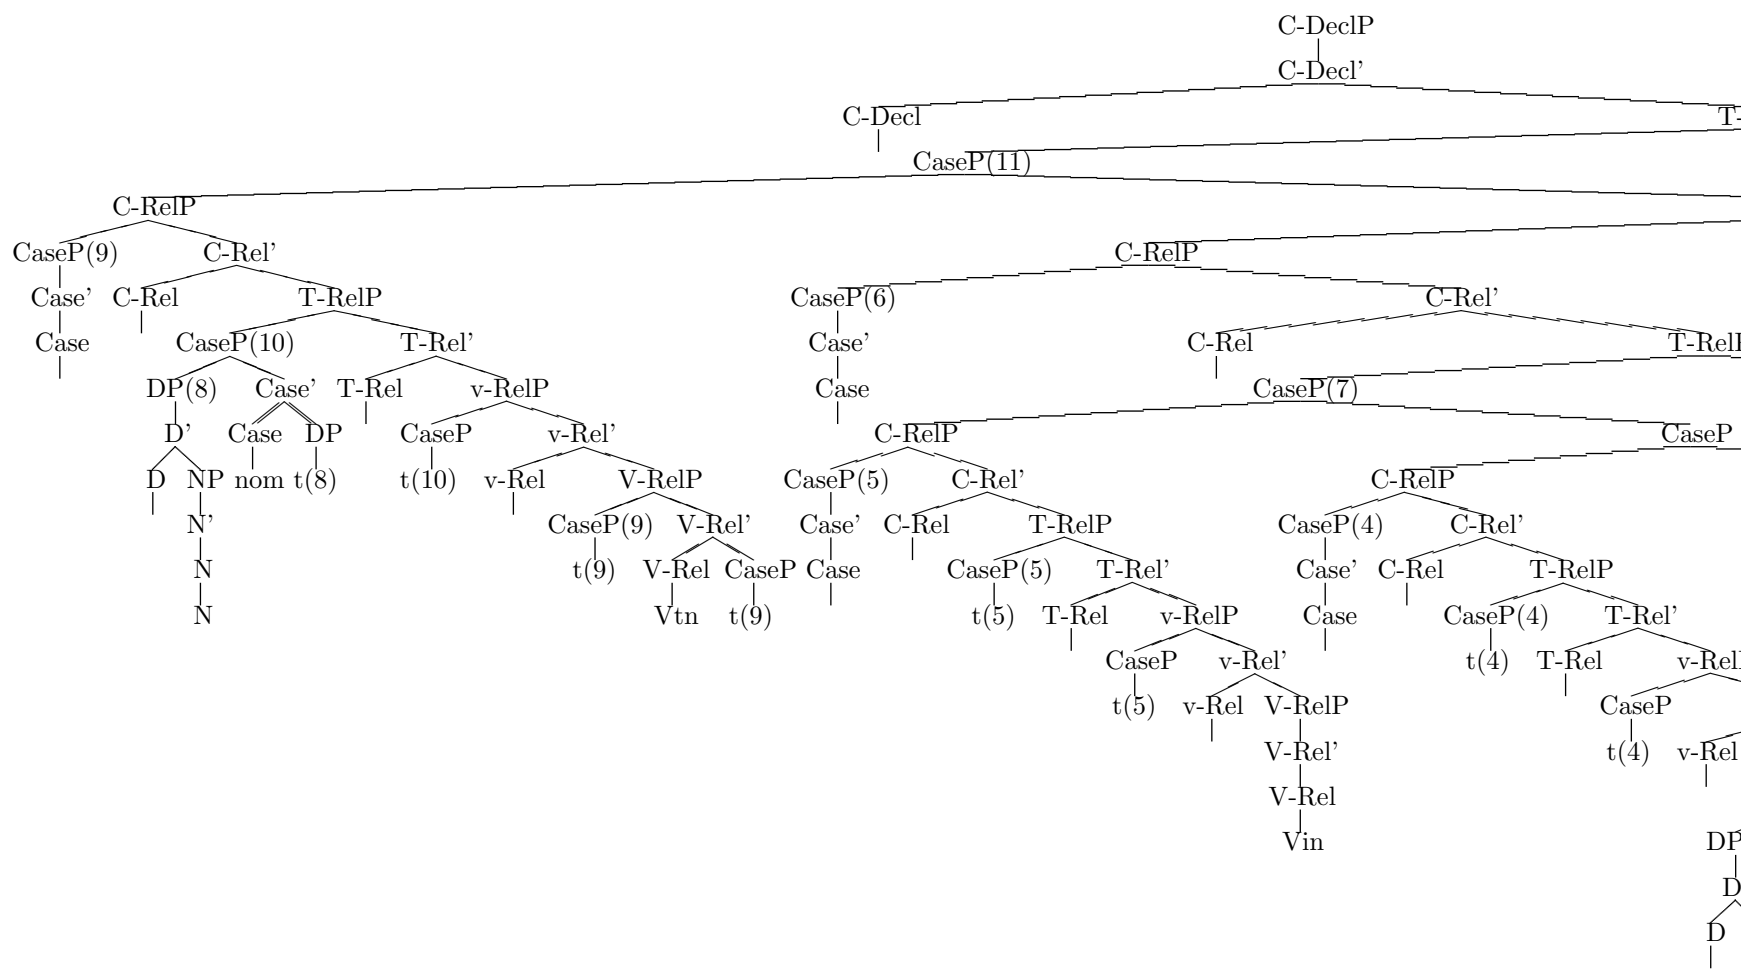 C-DeclP
C-Decl’
C-Decl T-
CaseP(11)
C-RelP
CaseP(9) C-Rel’ C-RelP
Case’ C-Rel T-RelP CaseP(6) C-Rel’
Case CaseP(10) T-Rel’ Case’ C-Rel T-RelP
DP(8) Case’ T-Rel v-RelP Case CaseP(7)
D’ Case DP CaseP v-Rel’ C-RelP CaseP
D NP nom t(8) t(10) v-Rel V-RelP CaseP(5) C-Rel’ C-RelP
N’ CaseP(9) V-Rel’ Case’ C-Rel T-RelP CaseP(4) C-Rel’
N t(9) V-Rel CaseP Case CaseP(5) T-Rel’ Case’ C-Rel T-RelP
N Vtn t(9) t(5) T-Rel v-RelP Case CaseP(4) T-Rel’
CaseP v-Rel’ t(4) T-Rel v-RelP
t(5) v-Rel V-RelP CaseP
V-Rel’ t(4) v-Rel
V-Rel
Vin DP
D
D